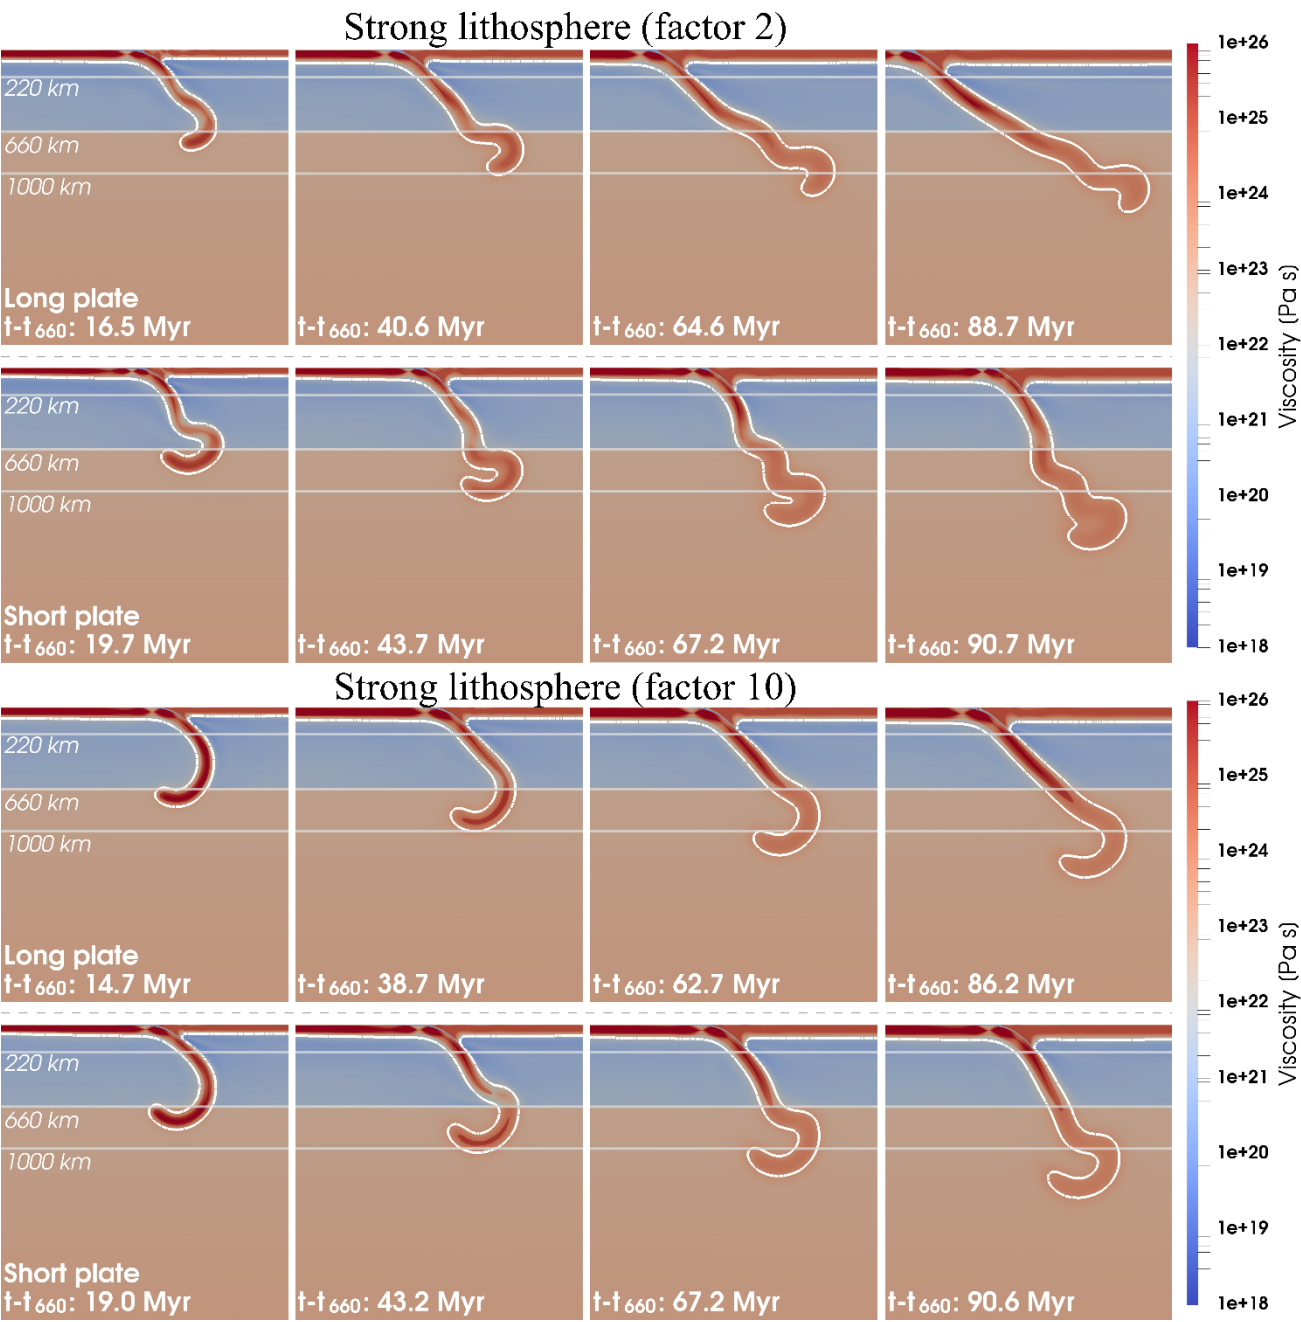 Strong lithosphere (factor 2)
220 km
660 km
1000 km
Long plate
t-t660: 16.5 Myr
t-t660: 40.6 Myr
t-t660: 64.6 Myr
t-t660: 88.7 Myr
220 km
660 km
1000 km
Short plate
t-t660: 19.7 Myr
t-t660: 43.7 Myr
t-t660: 67.2 Myr
t-t660: 90.7 Myr
1e+26
1e+25
1e+24
1e+23
1e+22
1e+21
1e+20
1e+19
1e+18
Viscosity (Pa s)
Strong lithosphere (factor 10)
220 km
660 km
1000 km
Long plate
t-t660: 14.7 Myr
t-t660: 38.7 Myr
t-t660: 62.7 Myr
t-t660: 86.2 Myr
220 km
660 km
1000 km
Short plate
t-t660: 19.0 Myr
t-t660: 43.2 Myr
t-t660: 67.2 Myr
t-t660: 90.6 Myr
1e+26
1e+25
1e+24
1e+23
1e+22
1e+21
1e+20
1e+19
1e+18
Viscosity (Pa s)